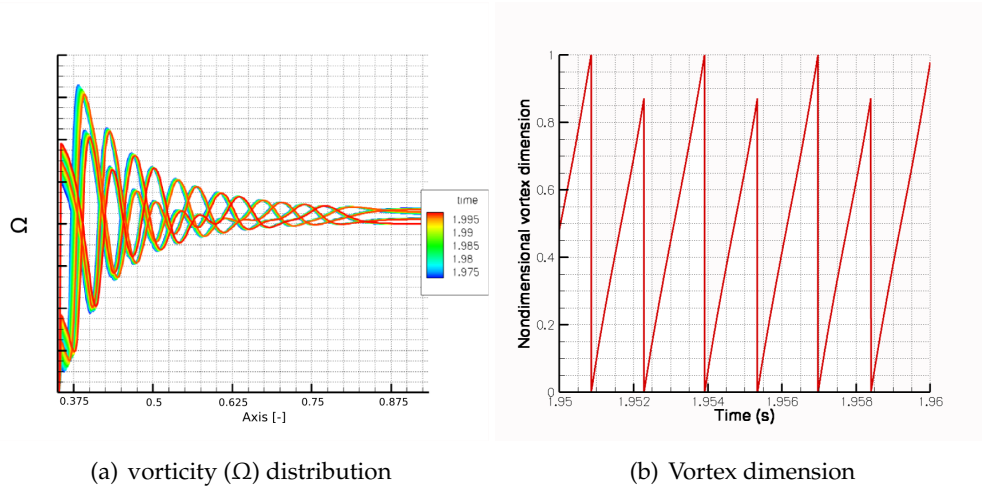 Ω
time
1.995
1.99
1.985
1.98
1.975
0.375 0.5 0.625 0.75 0.875
Axis [-]
(a) vorticity (Ω) distribution
Nondimensional vortex dimension
1
0.8
0.6
0.4
0.2
0
1.95 1.952 1.954 1.956 1.958 1.96
Time (s)
(b) Vortex dimension